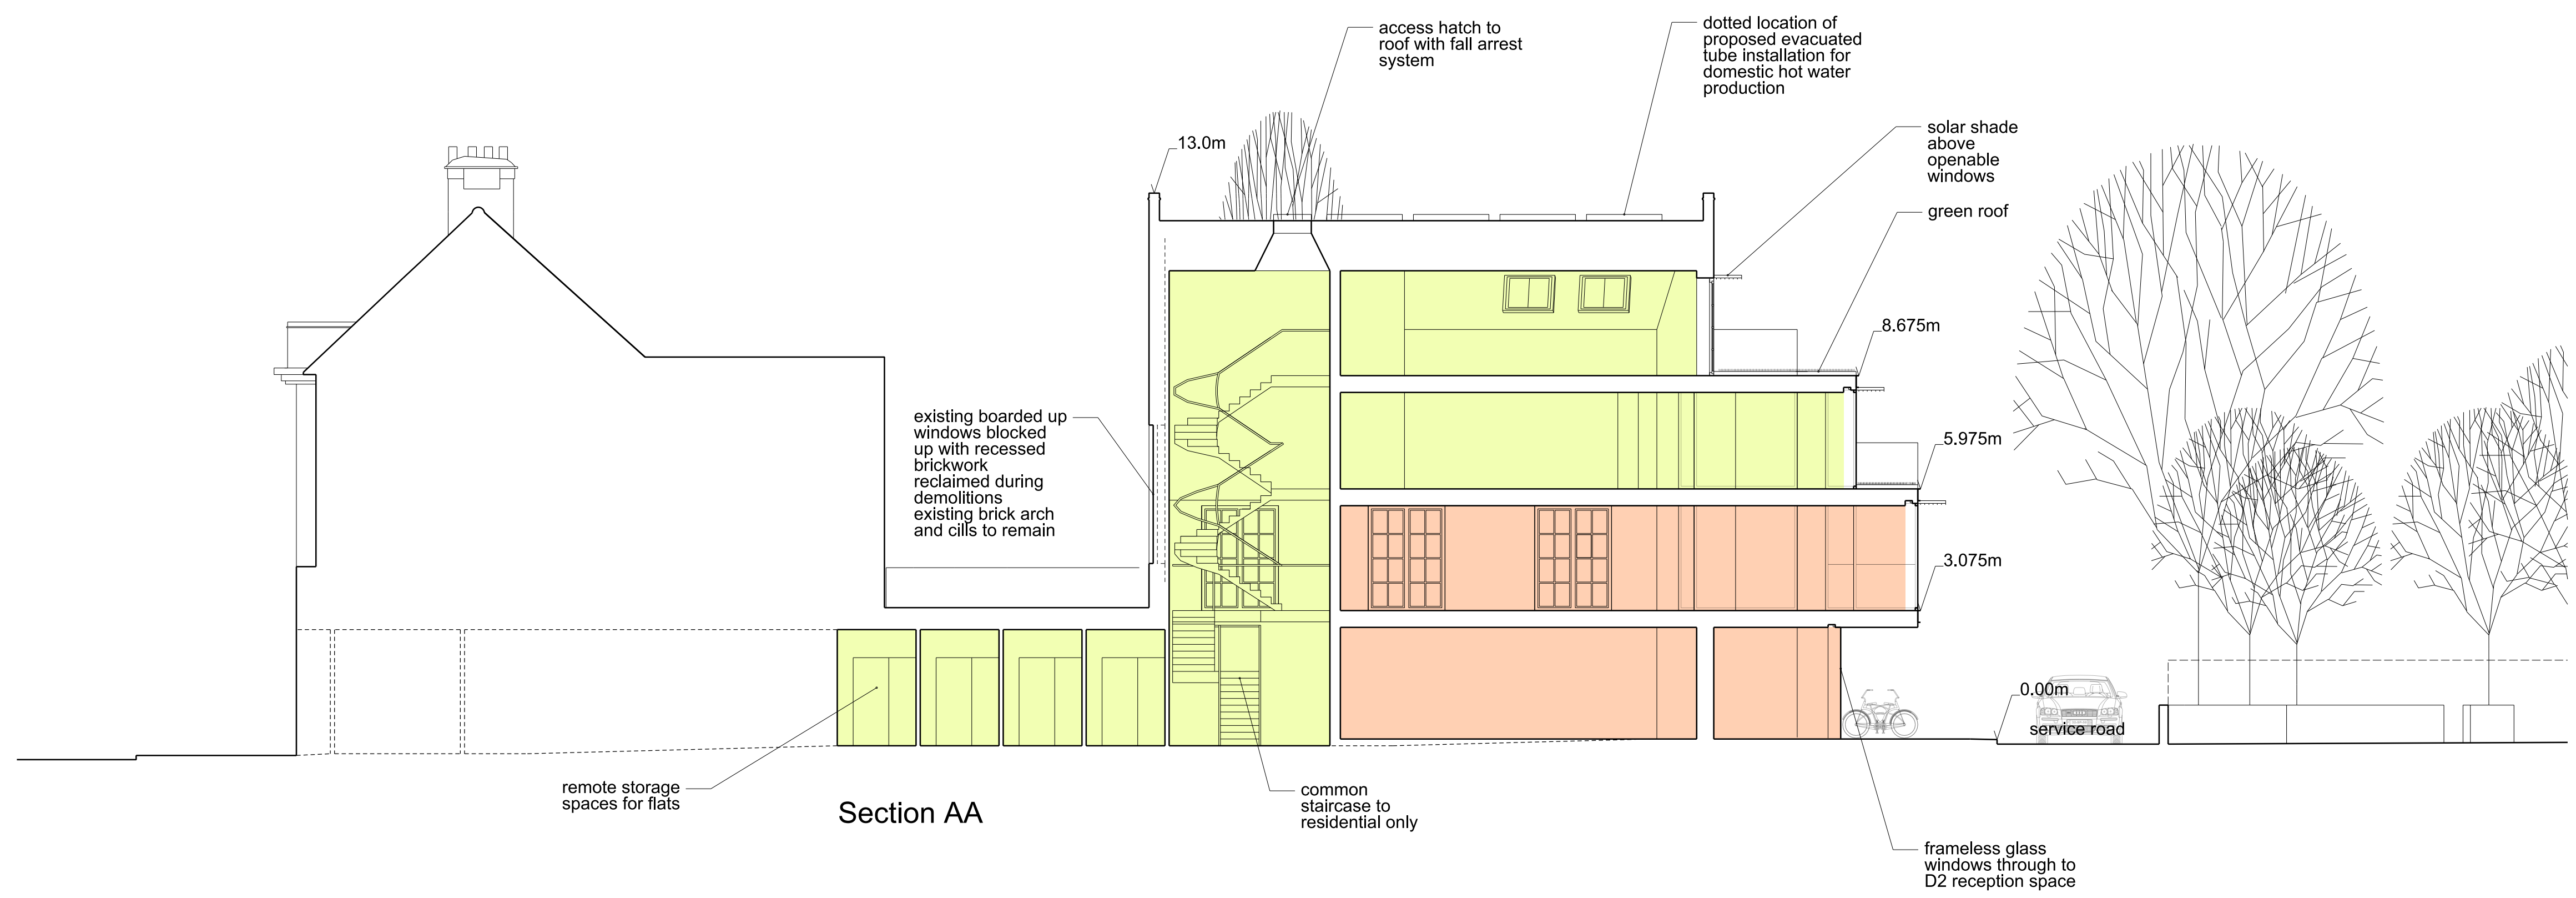 access hatch to
roof with fall arrest
system
dotted location of
proposed evacuated
tube installation for
domestic hot water
production
solar shade
above
openable
windows
13.0m
green roof
8.675m
existing boarded up
windows blocked
up with recessed
brickwork
reclaimed during
demolitions
existing brick arch
and cills to remain
5.975m
3.075m
0.00m
service road
remote storage
spaces for flats
Section AA
common
staircase to
residential only
frameless glass
windows through to
D2 reception space